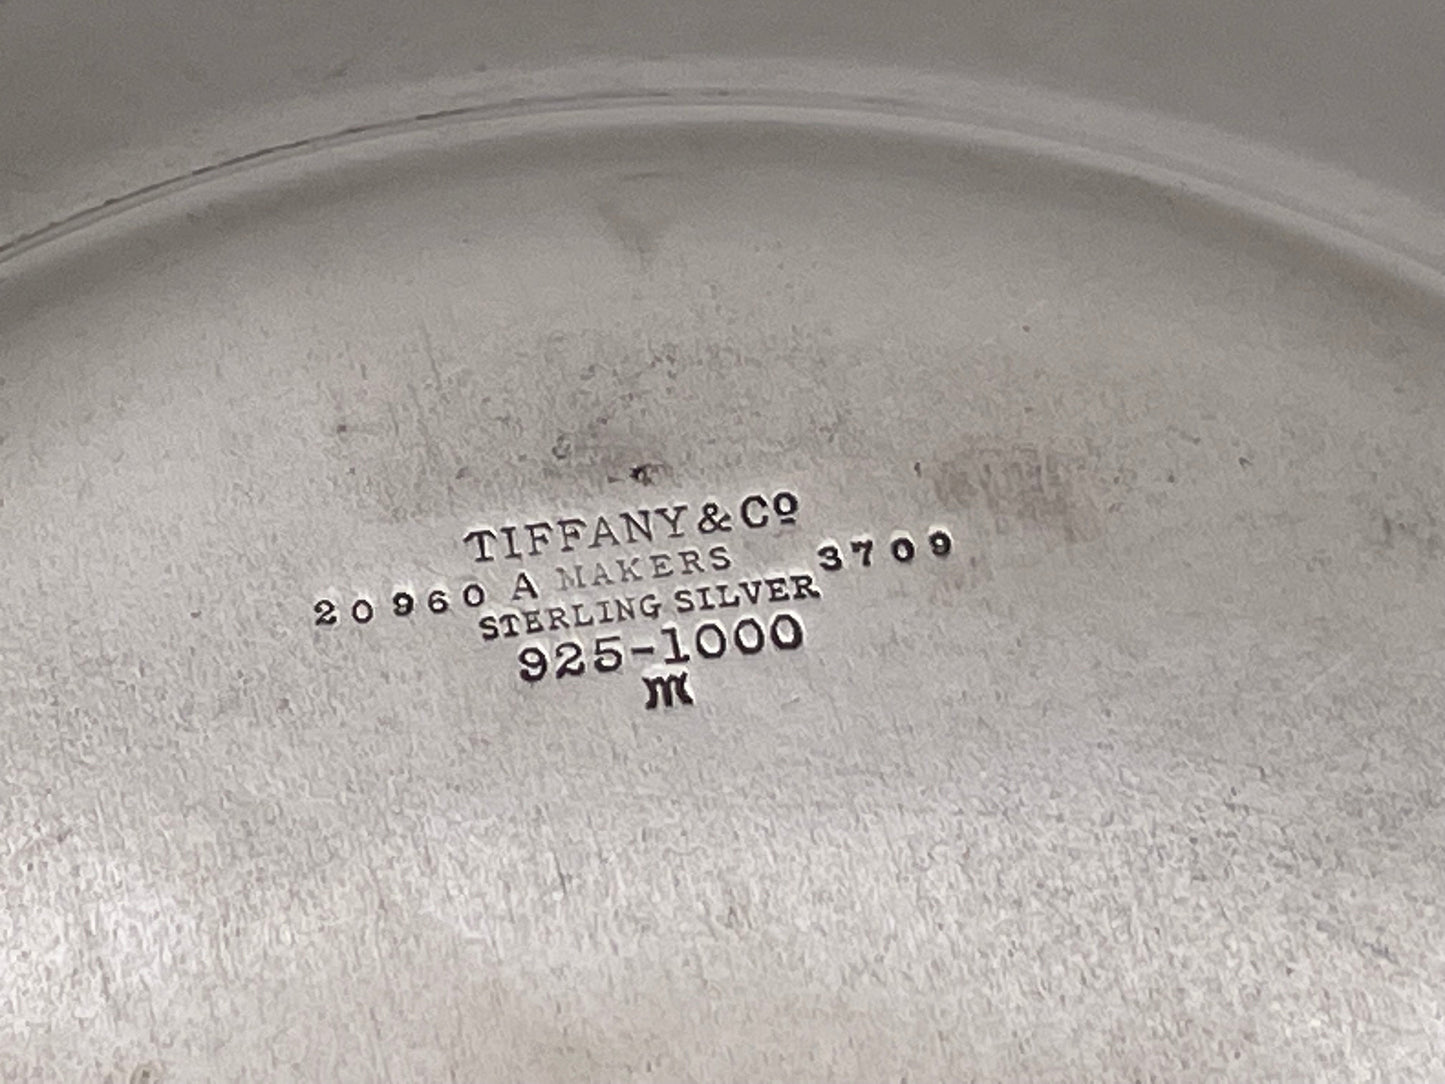 TIFFANY & Cº
20960 A MAKERS 3709
STERLING SILVER
925-1000
m